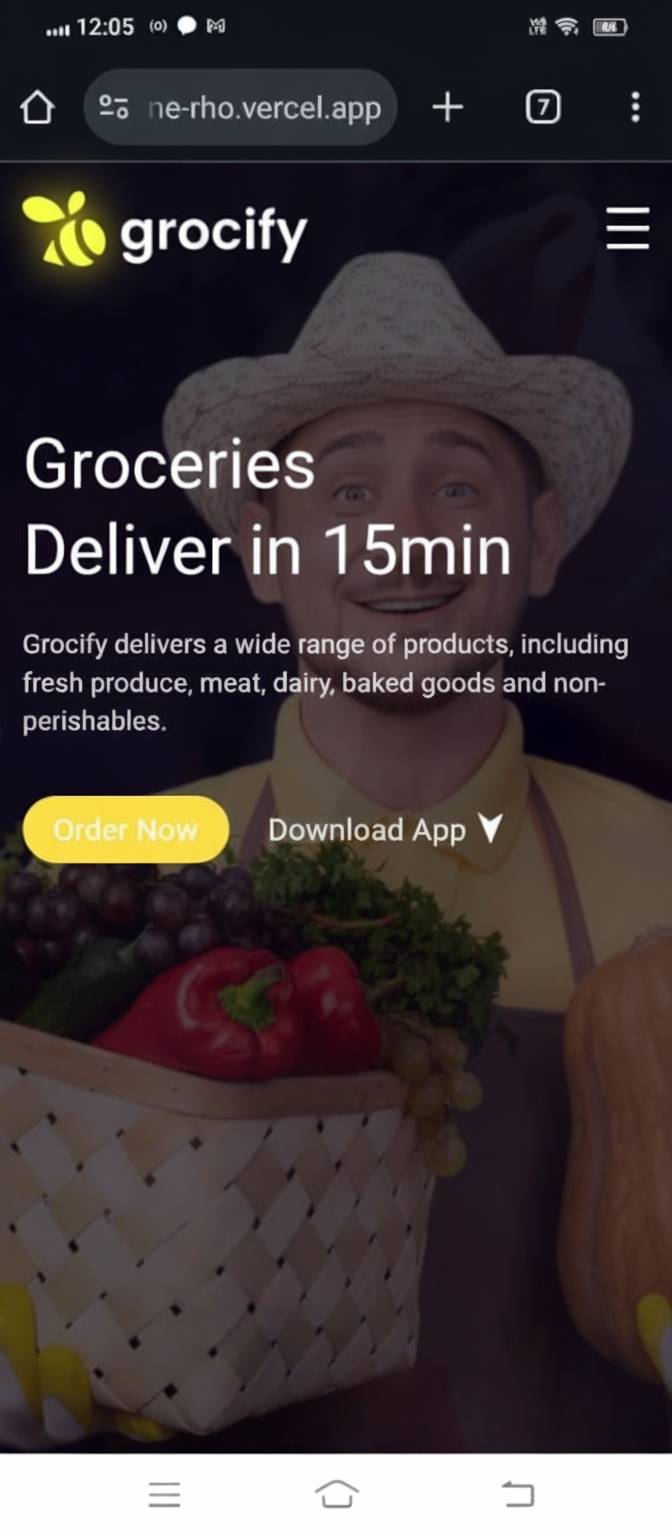 12:05
ne-rho.vercel.app
7
grocify
Groceries
Deliver in 15min
Grocify delivers a wide range of products, including
fresh produce, meat, dairy, baked goods and non-
perishables.
Order Now Download App